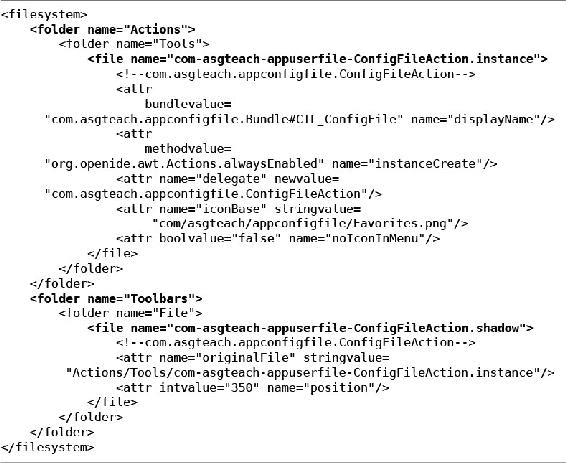 <filesystem>
<folder name="Actions">
<folder name="Tools">
<file name="com-asgteach-appuserfile-ConfigFileAction.instance">
<!--com.asgteach.appconfigfile.ConfigFileAction-->
<attr
bundlevalue=
"com.asgteach.appconfigfile.Bundle#CTL_ConfigFile" name="displayName"/>
<attr
methodvalue=
"org.openide.awt.Actions.alwaysEnabled" name="instanceCreate"/>
<attr name="delegate" newvalue=
"com.asgteach.appconfigfile.ConfigFileAction"/>
<attr name="iconBase" stringvalue=
"com/asgteach/appconfigfile/Favorites.png"/>
<attr boolvalue="false" name="noIconInMenu"/>
</file>
</folder>
</folder>
<folder name="Toolbars">
<folder name="File">
<file name="com-asgteach-appuserfile-ConfigFileAction.shadow">
<!--com.asgteach.appconfigfile.ConfigFileAction-->
<attr name="originalFile" stringvalue=
"Actions/Tools/com-asgteach-appuserfile-ConfigFileAction.instance"/>
<attr intvalue="350" name="position"/>
</file>
</folder>
</folder>
</filesystem>